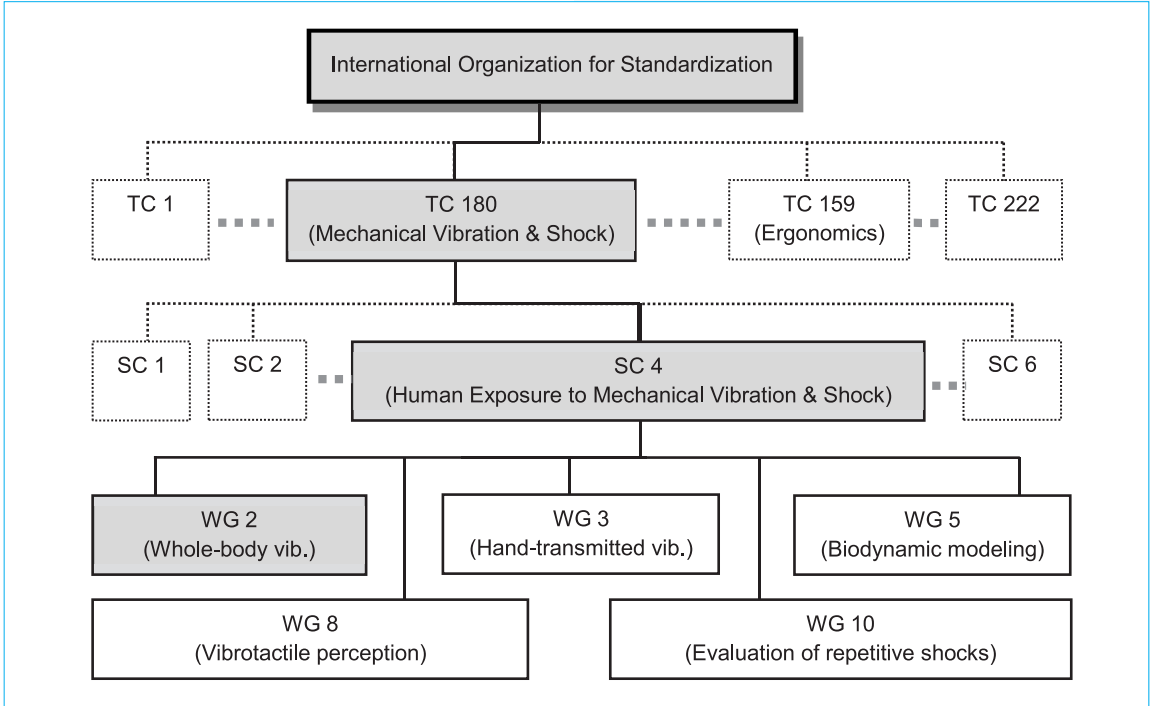 International Organization for Standardization
TC 1
TC 180
(Mechanical Vibration & Shock)
TC 159
(Ergonomics)
TC 222
SC 1
SC 2
SC 4
(Human Exposure to Mechanical Vibration & Shock)
SC 6
WG 2
(Whole-body vib.)
WG 3
(Hand-transmitted vib.)
WG 5
(Biodynamic modeling)
WG 8
(Vibrotactile perception)
WG 10
(Evaluation of repetitive shocks)